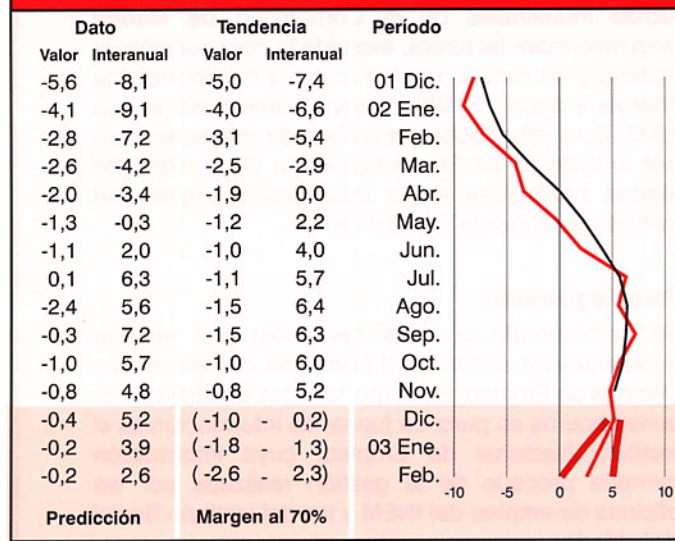 Dato Tendencia Periodo
Valor Interanual Valor Interanual
-5,6 -8,1 -5,0 -7,4 01 Dic.
-4,1 -9,1 -4,0 -6,6 02 Ene.
-2,8 -7,2 -3,1 -5,4 Feb.
-2,6 -4,2 -2,5 -2,9 Mar.
-2,0 -3,4 -1,9 0,0 Abr.
-1,3 -0,3 -1,2 2,2 May.
-1,1 2,0 -1,0 4,0 Jun.
0,1 6,3 -1,1 5,7 Jul.
-2,4 5,6 -1,5 6,4 Ago.
-0,3 7,2 -1,5 6,3 Sep.
-1,0 5,7 -1,0 6,0 Oct.
-0,8 4,8 -0,8 5,2 Nov.
-0,4 5,2 (-1,0 0,2) Dic.
-0,2 3,9 (-1,8 1,3) 03 Ene.
-0,2 2,6 (-2,6 2,3) Feb.
-10 -5 0 5 10
Predicción Margen al 70%